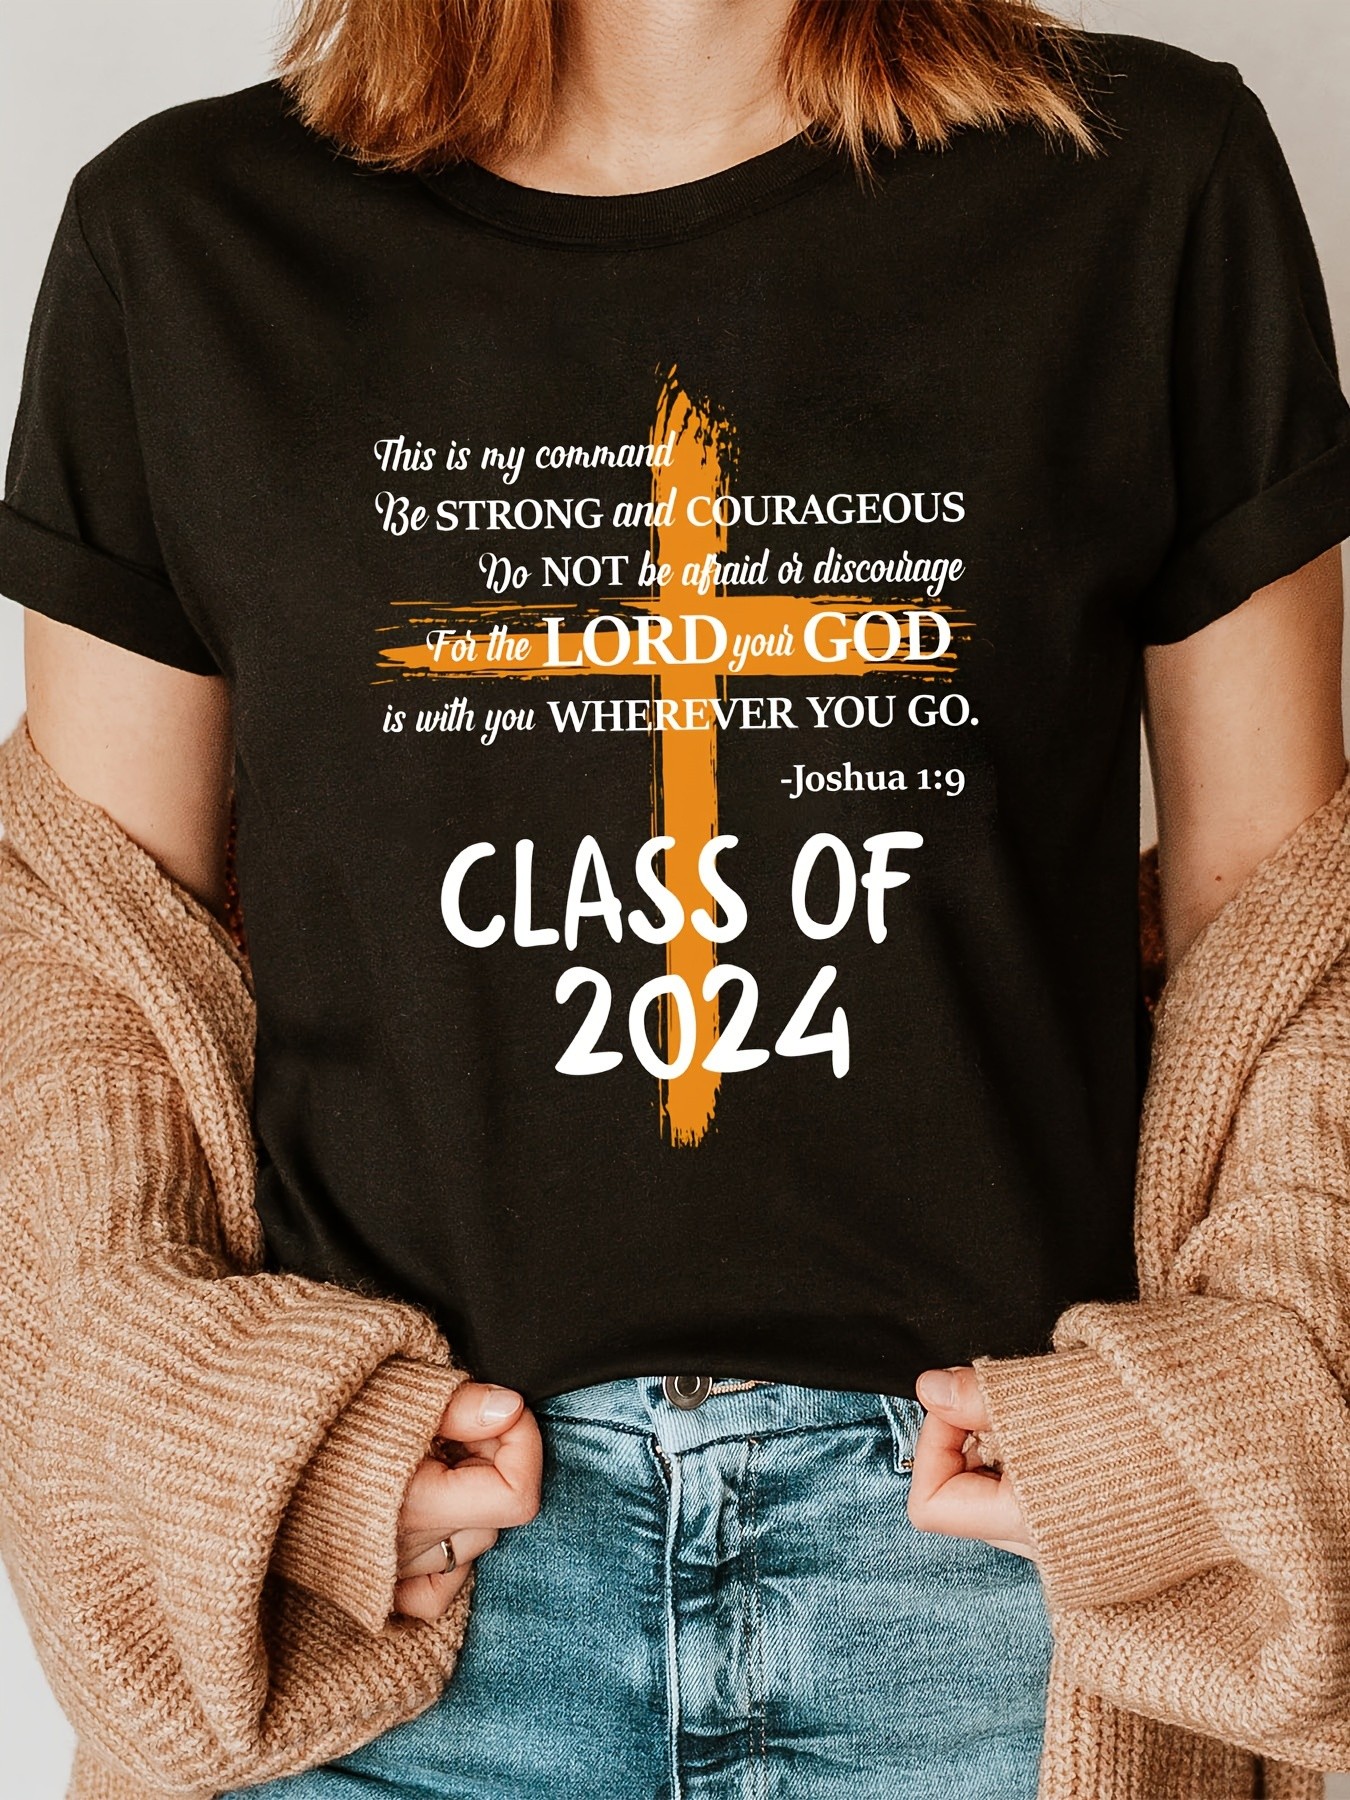 This is my command
Be STRONG and COURAGEOUS
Do NOT be afraid or discourage
For the LORD your GOD
is with you WHEREVER YOU GO.
-Joshua 1:9
CLASS OF
2024